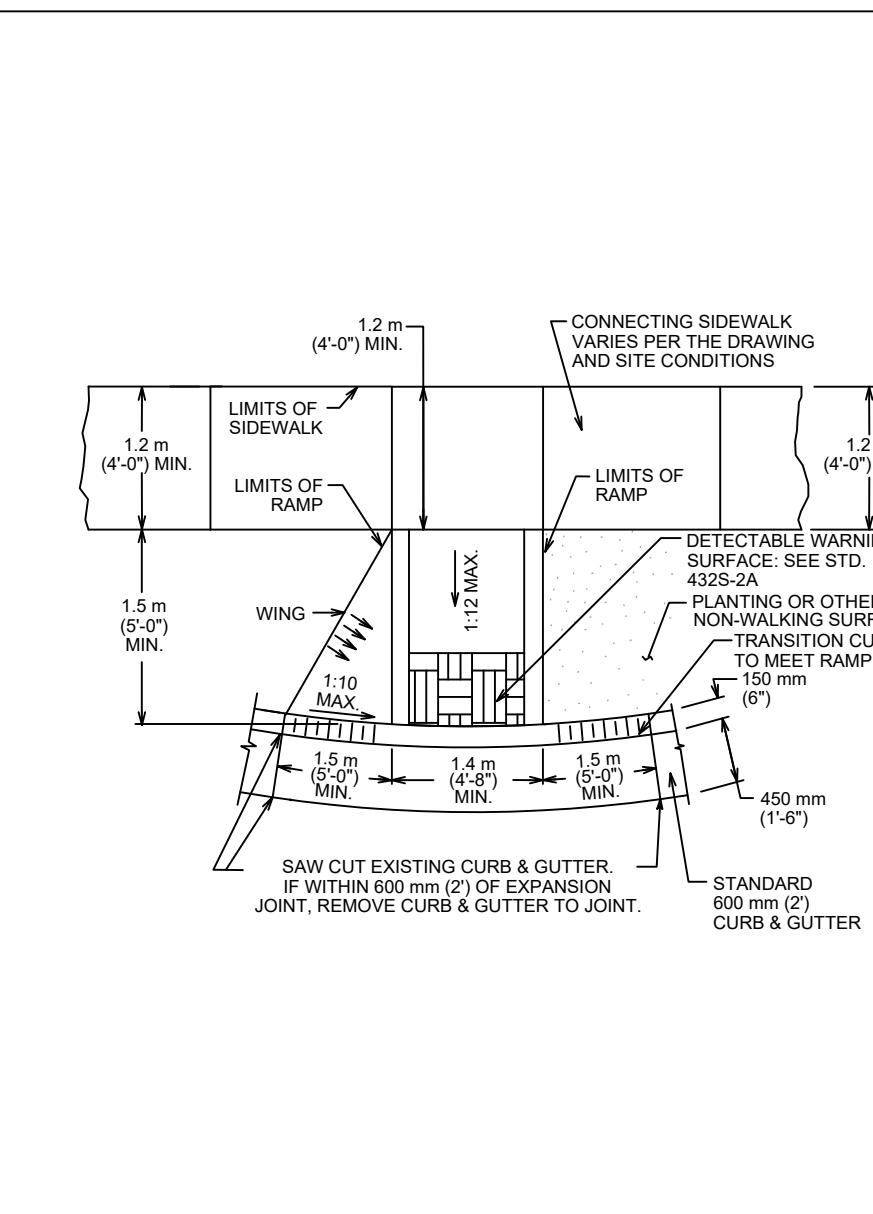 1.2 m
(4'-0") MIN.
CONNECTING SIDEWALK
VARIES PER THE DRAWING
AND SITE CONDITIONS
LIMITS OF
SIDEWALK
1.2 m
(4'-0") MIN.
1.2
(4'-0")
LIMITS OF
RAMP
LIMITS OF
RAMP
DETECTABLE WARNI
SURFACE: SEE STD.
432S-2A
1:12 MAX.
1.5 m
(5'-0")
MIN.
WING
PLANTING OR OTHE
NON-WALKING SURF
TRANSITION CU
TO MEET RAMP
1:10
MAX.
150 mm
(6")
1.5 m
(5'-0")
MIN.
1.4 m
(4'-8")
MIN.
1.5 m
(5'-0")
MIN.
450 mm
(1'-6")
SAW CUT EXISTING CURB & GUTTER.
IF WITHIN 600 mm (2') OF EXPANSION
JOINT, REMOVE CURB & GUTTER TO JOINT.
STANDARD
600 mm (2')
CURB & GUTTER